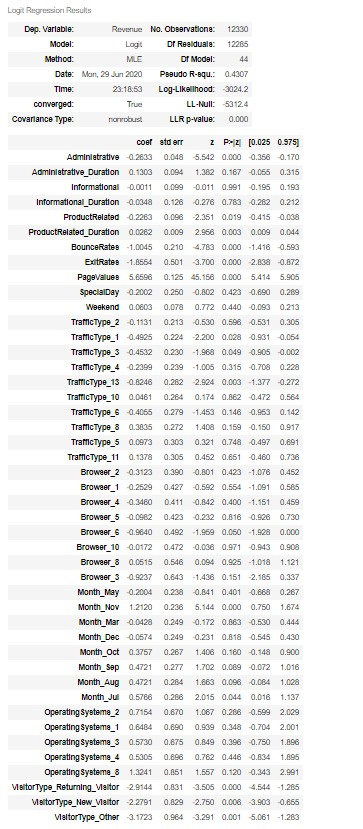 Logit Regression Results
Dep. Variable: Revenue No. Observations: 12330
Model: Logit Df Residuals: 12285
Method: MLE Df Model: 44
Date: Mon, 29 Jun 2020 Pseudo R-squ.: 0.4307
Time: 23:18:53 Log-Likelihood: -3024.2
converged: True LL-Null: -5312.4
Covariance Type: nonrobust LLR p-value: 0.000
coef std err z P>|z| [0.025 0.975]
Administrative -0.2633 0.048 -5.542 0.000 -0.356 -0.170
Administrative_Duration 0.1303 0.094 1.382 0.167 -0.055 0.315
Informational -0.0011 0.099 -0.011 0.991 -0.195 0.193
Informational_Duration -0.0348 0.126 -0.276 0.783 -0.282 0.212
ProductRelated -0.2263 0.096 -2.351 0.019 -0.415 -0.038
ProductRelated_Duration 0.0262 0.009 2.956 0.003 0.009 0.044
BounceRates -1.0045 0.210 -4.783 0.000 -1.416 -0.593
ExitRates -1.8554 0.501 -3.700 0.000 -2.838 -0.872
PageValues 5.6596 0.125 45.156 0.000 5.414 5.905
SpecialDay -0.2002 0.250 -0.802 0.423 -0.690 0.289
Weekend 0.0603 0.078 0.772 0.440 -0.093 0.213
TrafficType_2 -0.1131 0.213 -0.530 0.596 -0.531 0.305
TrafficType_1 -0.4925 0.224 -2.200 0.028 -0.931 -0.054
TrafficType_3 -0.4532 0.230 -1.968 0.049 -0.905 -0.002
TrafficType_4 -0.2399 0.239 -1.005 0.315 -0.708 0.228
TrafficType_13 -0.8246 0.282 -2.924 0.003 -1.377 -0.272
TrafficType_10 0.0461 0.264 0.174 0.862 -0.472 0.564
TrafficType_6 -0.4055 0.279 -1.453 0.146 -0.953 0.142
TrafficType_8 0.3835 0.272 1.408 0.159 -0.150 0.917
TrafficType_5 0.0973 0.303 0.321 0.748 -0.497 0.691
TrafficType_11 0.1378 0.305 0.452 0.651 -0.460 0.736
Browser_2 -0.3123 0.390 -0.801 0.423 -1.076 0.452
Browser_1 -0.2529 0.427 -0.592 0.554 -1.091 0.585
Browser_4 -0.3460 0.411 -0.842 0.400 -1.151 0.459
Browser_5 -0.0982 0.423 -0.232 0.816 -0.926 0.730
Browser_6 -0.9640 0.492 -1.959 0.050 -1.928 0.000
Browser_10 -0.0172 0.472 -0.036 0.971 -0.943 0.908
Browser_8 0.0515 0.546 0.094 0.925 -1.018 1.121
Browser_3 -0.9237 0.643 -1.436 0.151 -2.185 0.337
Month_May -0.2004 0.238 -0.841 0.401 -0.668 0.267
Month_Nov 1.2120 0.236 5.144 0.000 0.750 1.674
Month_Mar -0.0428 0.249 -0.172 0.863 -0.530 0.444
Month_Dec -0.0574 0.249 -0.231 0.818 -0.545 0.430
Month_Oct 0.3757 0.267 1.406 0.160 -0.148 0.900
Month_Sep 0.4721 0.277 1.702 0.089 -0.072 1.016
Month_Aug 0.4721 0.284 1.663 0.096 -0.084 1.028
Month_Jul 0.5766 0.286 2.015 0.044 0.016 1.137
OperatingSystems_2 0.7154 0.670 1.067 0.286 -0.599 2.029
OperatingSystems_1 0.6484 0.690 0.939 0.348 -0.704 2.001
OperatingSystems_3 0.5730 0.675 0.849 0.396 -0.750 1.896
OperatingSystems_4 0.5305 0.696 0.762 0.446 -0.834 1.895
OperatingSystems_8 1.3241 0.851 1.557 0.120 -0.343 2.991
VisitorType_Returning_Visitor -2.9144 0.831 -3.505 0.000 -4.544 -1.285
VisitorType_New_Visitor -2.2791 0.829 -2.750 0.006 -3.903 -0.655
VisitorType_Other -3.1723 0.964 -3.291 0.001 -5.061 -1.283